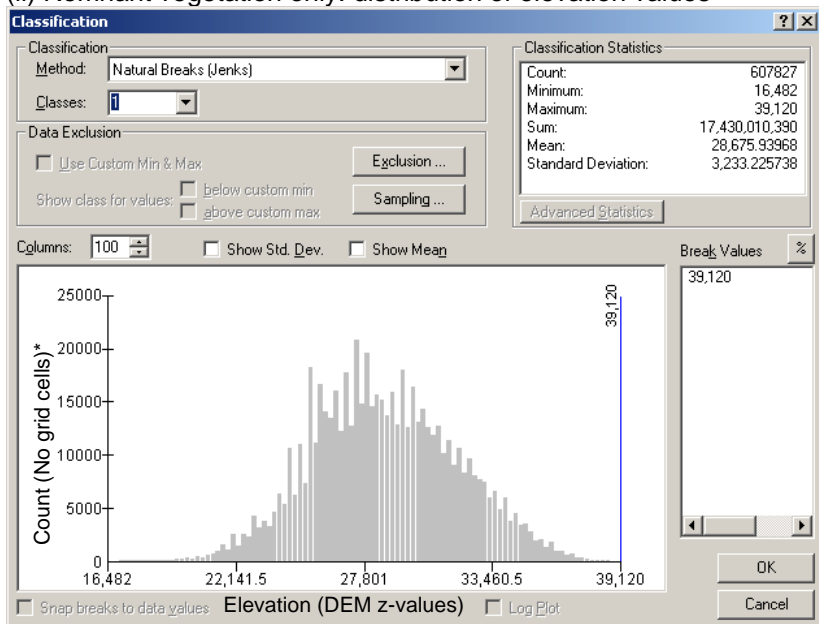 (ii) Remnant vegetation only: distribution of elevation values
Classification
Classification
Method: Natural Breaks (Jenks)
Classes: 1
Data Exclusion
Use Custom Min & Max
Exclusion ...
Show class for values:
below custom min
above custom max
Sampling ...
Classification Statistics
Count: 607827
Minimum: 16,482
Maximum: 39,120
Sum: 17,430,010,390
Mean: 28,675.93968
Standard Deviation: 3,233.225738
Advanced Statistics
Columns: 100
Show Std. Dev.
Show Mean
Break Values
%
39,120
25000
20000
15000
10000
5000
0
Count (No grid cells)*
39,120
16,482 22,141.5 27,801 33,460.5 39,120
Elevation (DEM z-values)
Snap breaks to data values
Log Plot
OK
Cancel